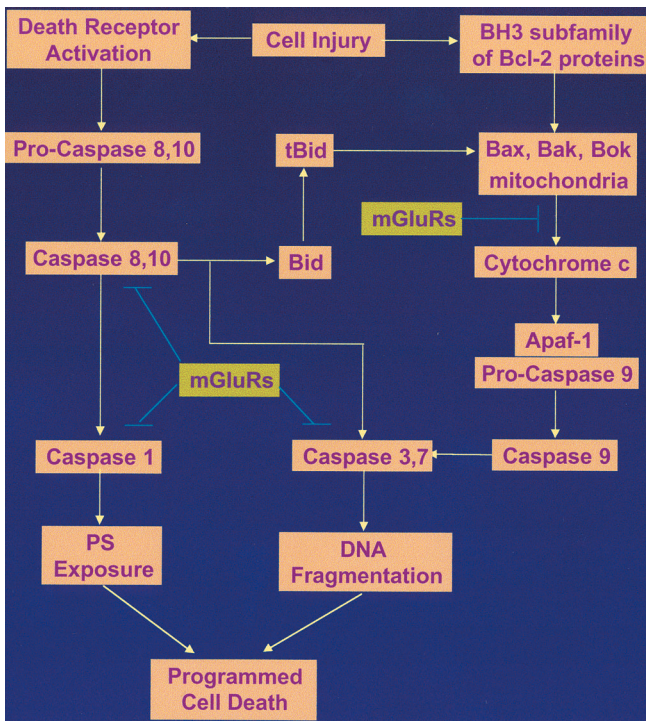 Death Receptor
Activation
Cell Injury
BH3 subfamily
of Bcl-2 proteins
Pro-Caspase 8,10
tBid
Bax, Bak, Bok
mitochondria
mGluRs
Caspase 8,10
Bid
Cytochrome c
Apaf-1
Pro-Caspase 9
mGluRs
Caspase 1
Caspase 3,7
Caspase 9
PS
Exposure
DNA
Fragmentation
Programmed
Cell Death